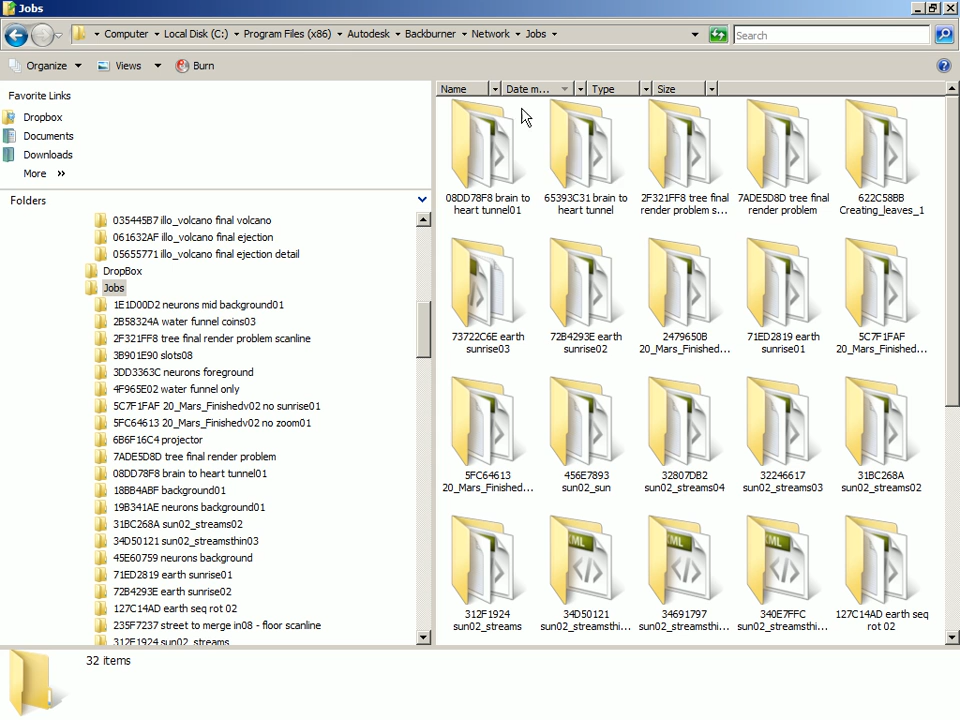 Jobs
Computer Local Disk (C:) Program Files (x86) Autodesk Backburner Network Jobs
Search
Organize Views Burn
Favorite Links
Dropbox
Documents
Downloads
More »
Folders
035445B7 illo_volcano final volcano
061632AF illo_volcano final ejection
05655771 illo_volcano final ejection detail
DropBox
Jobs
1E1D00D2 neurons mid background01
2B58324A water funnel coins03
2F321FF8 tree final render problem scanline
3B901E90 slots08
3DD3363C neurons foreground
4F965E02 water funnel only
5C7F1FAF 20_Mars_Finishedv02 no sunrise01
5FC64613 20_Mars_Finishedv02 no zoom01
6B6F16C4 projector
7ADE5D8D tree final render problem
08DD78F8 brain to heart tunnel01
18BB4ABF background01
19B341AE neurons background01
31BC268A sun02_streams02
34D50121 sun02_streamsthin03
45E60759 neurons background
71ED2819 earth sunrise01
72B4293E earth sunrise02
127C14AD earth seq rot 02
235F7237 street to merge in08 - floor scanline
312F1924 sun02_streams
Name Date m... Type Size
08DD78F8 brain to
heart tunnel01
65393C31 brain to
heart tunnel
2F321FF8 tree final
render problem s...
7ADE5D8D tree final
render problem
622C58BB
Creating_leaves_1
73722C6E earth
sunrise03
72B4293E earth
sunrise02
2479650B
20_Mars_Finished...
71ED2819 earth
sunrise01
5C7F1FAF
20_Mars_Finished...
5FC64613
20_Mars_Finished...
456E7893
sun02_sun
32807DB2
sun02_streams04
32246617
sun02_streams03
31BC268A
sun02_streams02
312F1924
sun02_streams
34D50121
sun02_streamsthi...
34691797
sun02_streamsthi...
340E7FFC
sun02_streamsthi...
127C14AD earth seq
rot 02
32 items